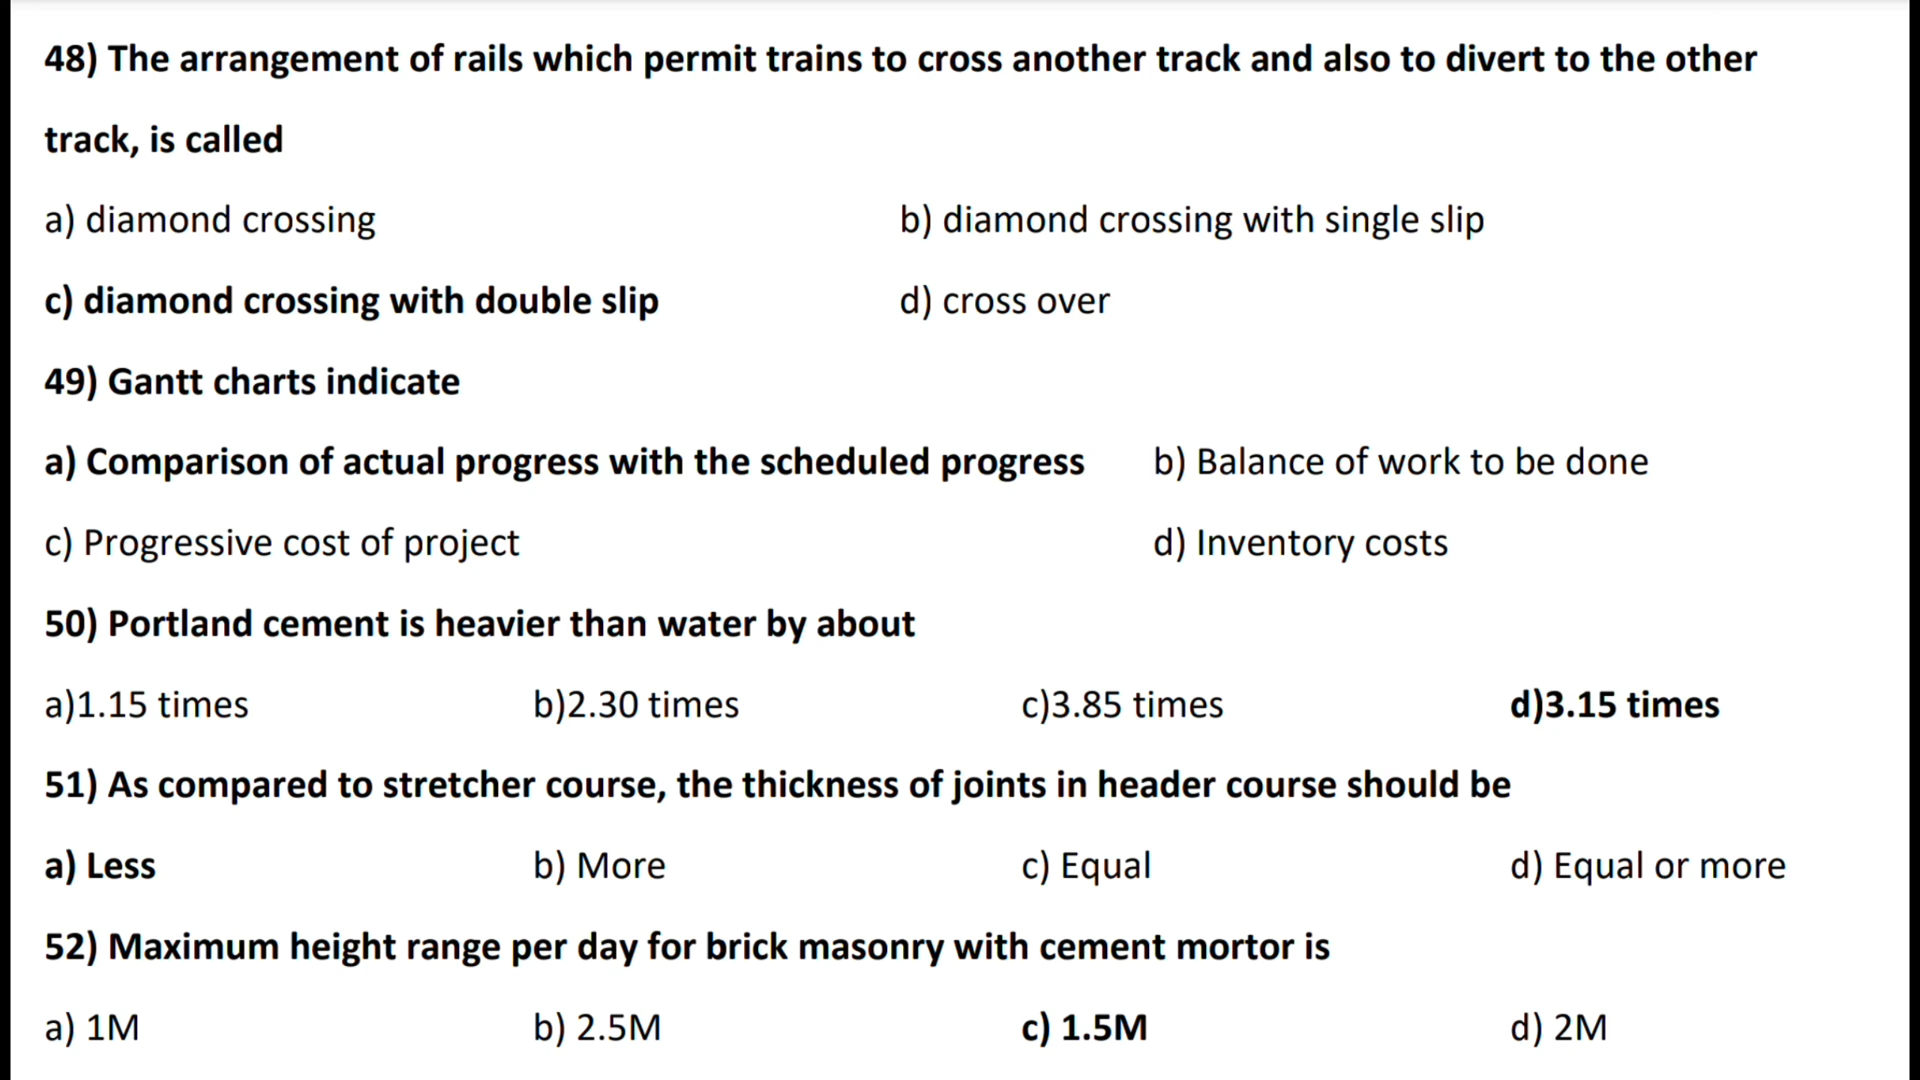 48) The arrangement of rails which permit trains to cross another track and also to divert to the other
track, is called
a) diamond crossing b) diamond crossing with single slip
c) diamond crossing with double slip d) cross over
49) Gantt charts indicate
a) Comparison of actual progress with the scheduled progress b) Balance of work to be done
c) Progressive cost of project d) Inventory costs
50) Portland cement is heavier than water by about
a)1.15 times b)2.30 times c)3.85 times d)3.15 times
51) As compared to stretcher course, the thickness of joints in header course should be
a) Less b) More c) Equal d) Equal or more
52) Maximum height range per day for brick masonry with cement mortor is
a) 1M b) 2.5M c) 1.5M d) 2M